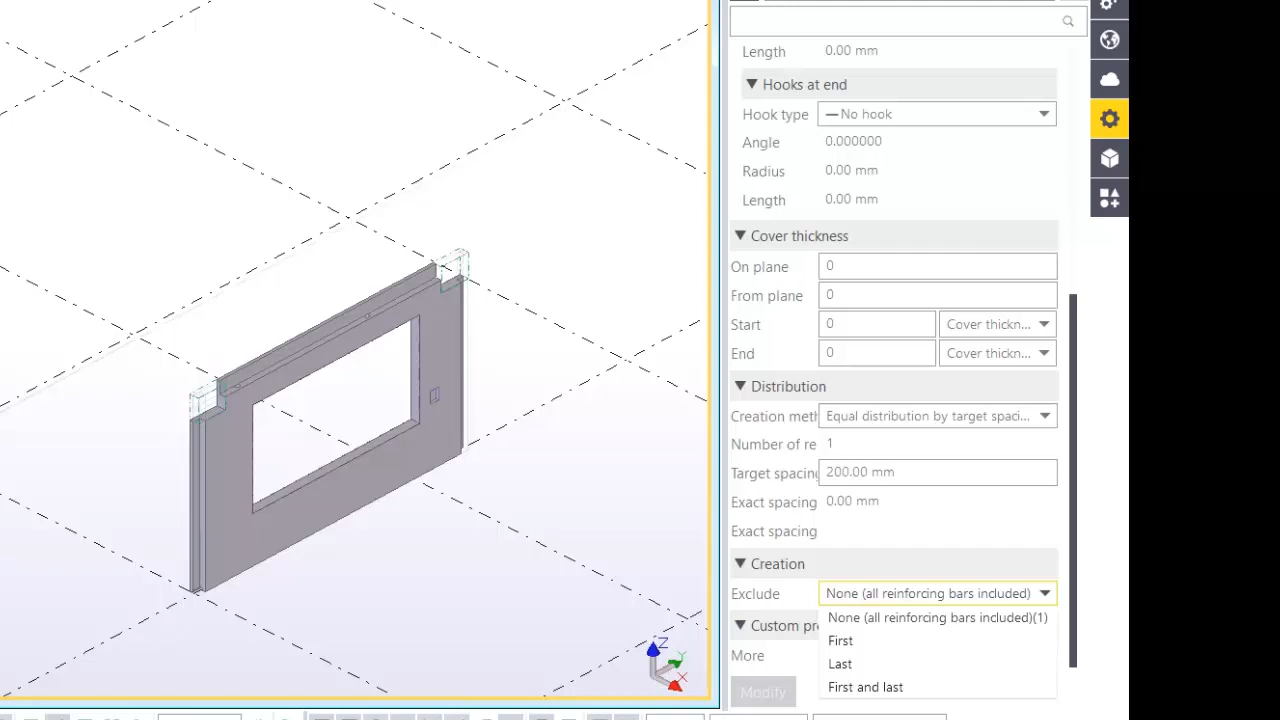 Length 0.00 mm
Hooks at end
Hook type No hook
Angle 0.000000
Radius 0.00 mm
Length 0.00 mm
Cover thickness
On plane 0
From plane 0
Start 0 Cover thickn...
End 0 Cover thickn...
Distribution
Creation meth Equal distribution by target spaci...
Number of re 1
Target spacing 200.00 mm
Exact spacing 0.00 mm
Exact spacing
Creation
Exclude None (all reinforcing bars included)
None (all reinforcing bars included)(1)
Custom pr
First
More
Last
First and last
Modify
Z
Y
X